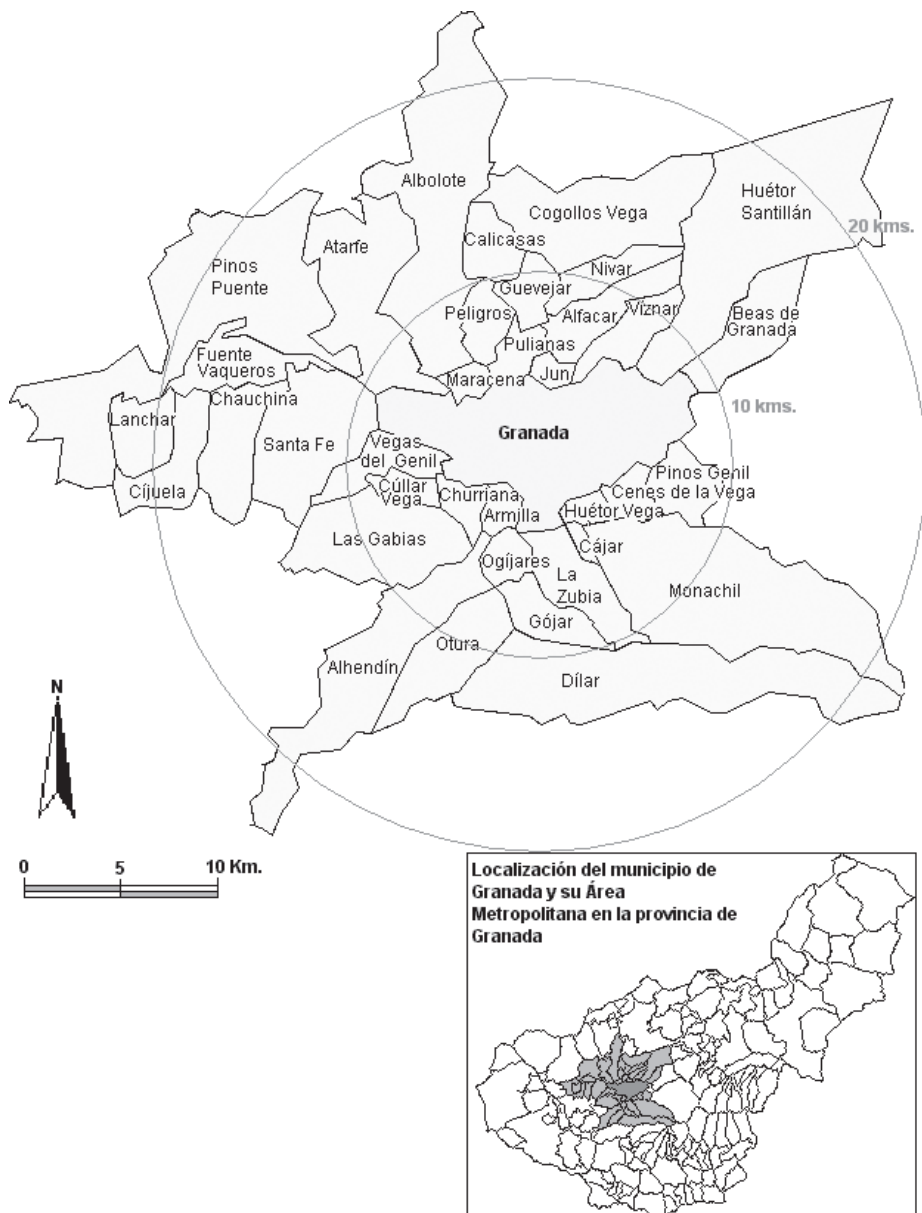 Albolote
Huétor
Santillán
Cogollos Vega
20 kms.
Calicasas
Atarfe
Pinos
Puente
Nivar
Guevejar
Beas de
Granada
Peligros
Alfacar
Víznar
Pulianas
Fuente
Vaqueros
Jun
Maracena
Chauchina
10 kms.
Lanchar
Granada
Santa Fe
Vegas
del Genil
Pinos Genil
Cíjuela
Cúllar
Vega
Churriana
Cenes de la Vega
Huétor Vega
Armilla
Las Gabias
Cájar
Ogíjares
La
Zubia
Monachil
Gójar
Otura
Alhendín
Dílar
N
0 5 10 Km.
Localización del municipio de
Granada y su Área
Metropolitana en la provincia de
Granada